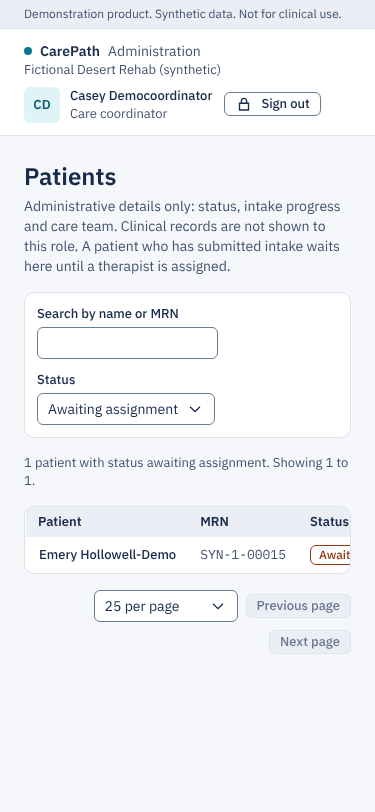 Demonstration product. Synthetic data. Not for clinical use.
CarePath Administration
Fictional Desert Rehab (synthetic)
CD
Casey Democoordinator
Care coordinator
Sign out
Patients
Administrative details only: status, intake progress
and care team. Clinical records are not shown to
this role. A patient who has submitted intake waits
here until a therapist is assigned.
Search by name or MRN
Status
Awaiting assignment
1 patient with status awaiting assignment. Showing 1 to
1.
Patient MRN Status
Emery Hollowell-Demo SYN-1-00015 Await
25 per page Previous page
Next page